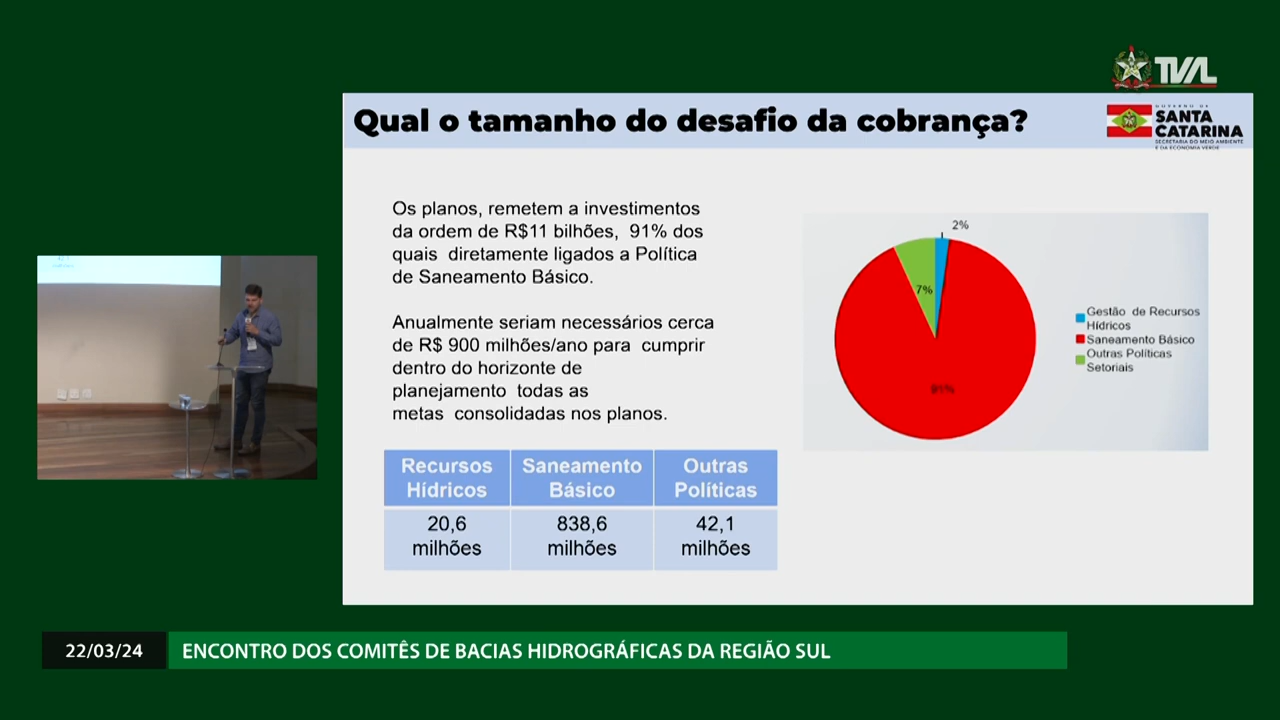 TVAL
Qual o tamanho do desafio da cobrança?
GOVERNO DE
SANTA
CATARINA
SECRETARIA DO MEIO AMBIENTE
E DA ECONOMIA VERDE
Os planos, remetem a investimentos
da ordem de R$11 bilhões, 91% dos
quais diretamente ligados a Política
de Saneamento Básico.
Anualmente seriam necessários cerca
de R$ 900 milhões/ano para cumprir
dentro do horizonte de
planejamento todas as
metas consolidadas nos planos.
2%
7%
91%
Gestão de Recursos
Hídricos
Saneamento Básico
Outras Políticas
Setoriais
Recursos
Hídricos
Saneamento
Básico
Outras
Políticas
20,6
milhões
838,6
milhões
42,1
milhões
22/03/24
ENCONTRO DOS COMITÊS DE BACIAS HIDROGRÁFICAS DA REGIÃO SUL